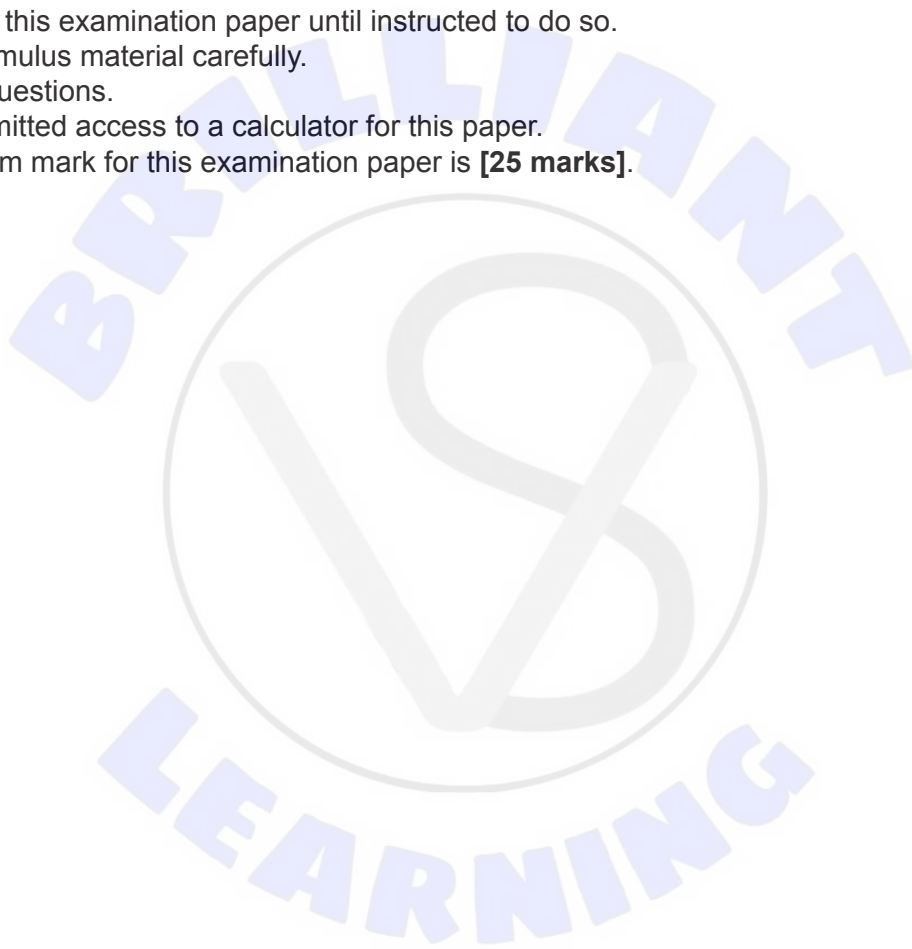 this examination paper until instructed to do so.
mulus material carefully.
uestions.
mitted access to a calculator for this paper.
m mark for this examination paper is [25 marks].
BRILLIANT
VS
LEARNING